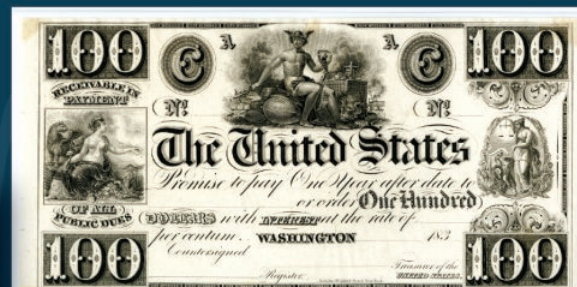 100 A A 100
C C
RECEIVABLE IN
PAYMENT
(No (No
The United States
Promise to pay One Year after date to
or order One Hundred)
OF ALL
PUBLIC DUES
DOLLARS with INTEREST at the rate of
per centum. WASHINGTON 183
Countersigned
100 100
Register.
Treasurer of the
UNITED STATES.